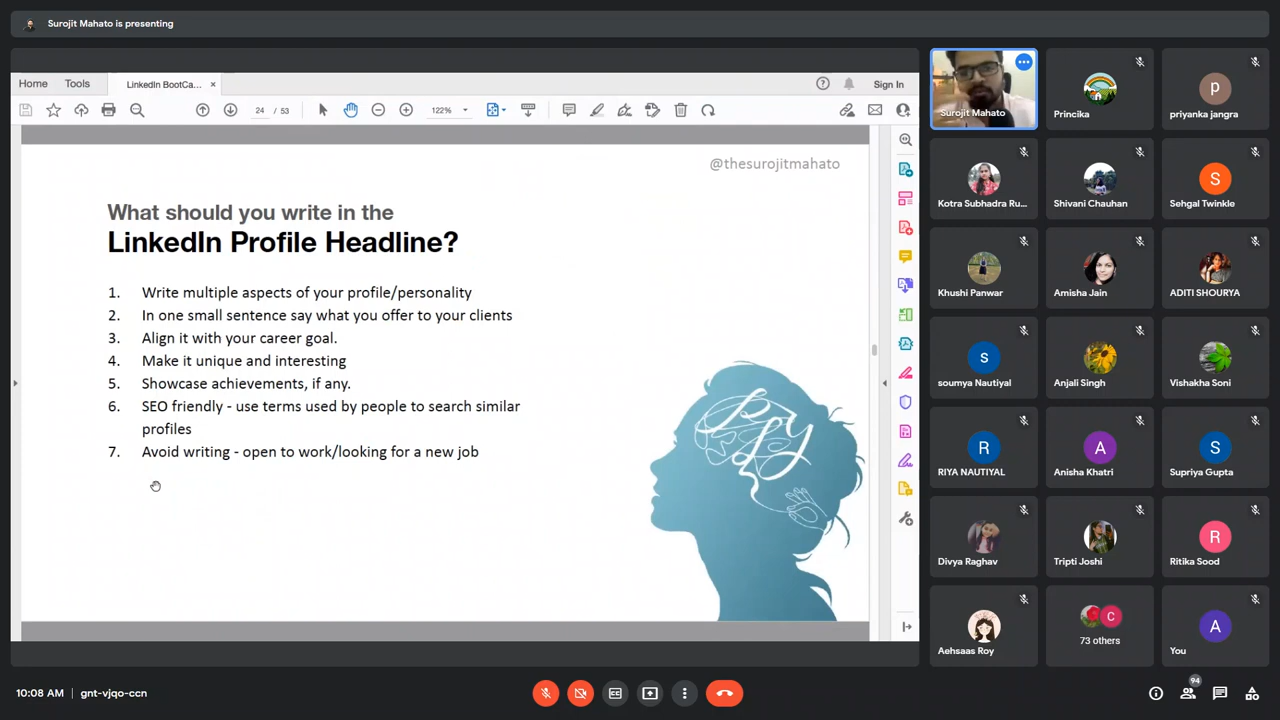 Surojit Mahato is presenting
Home Tools LinkedIn BootCa... × Sign In
24 / 53 122%
@thesurojitmahato
What should you write in the
LinkedIn Profile Headline?
1. Write multiple aspects of your profile/personality
2. In one small sentence say what you offer to your clients
3. Align it with your career goal.
4. Make it unique and interesting
5. Showcase achievements, if any.
6. SEO friendly - use terms used by people to search similar
profiles
7. Avoid writing - open to work/looking for a new job
Surojit Mahato
Princika
p
priyanka jangra
Kotra Subhadra Ru...
Shivani Chauhan
S
Sehgal Twinkle
Khushi Panwar
Amisha Jain
ADITI SHOURYA
s
soumya Nautiyal
Anjali Singh
Vishakha Soni
R
RIYA NAUTIYAL
A
Anisha Khatri
S
Supriya Gupta
Divya Raghav
Tripti Joshi
R
Ritika Sood
Aehsaas Roy
C
73 others
A
You
10:08 AM | gnt-vjqo-ccn
94